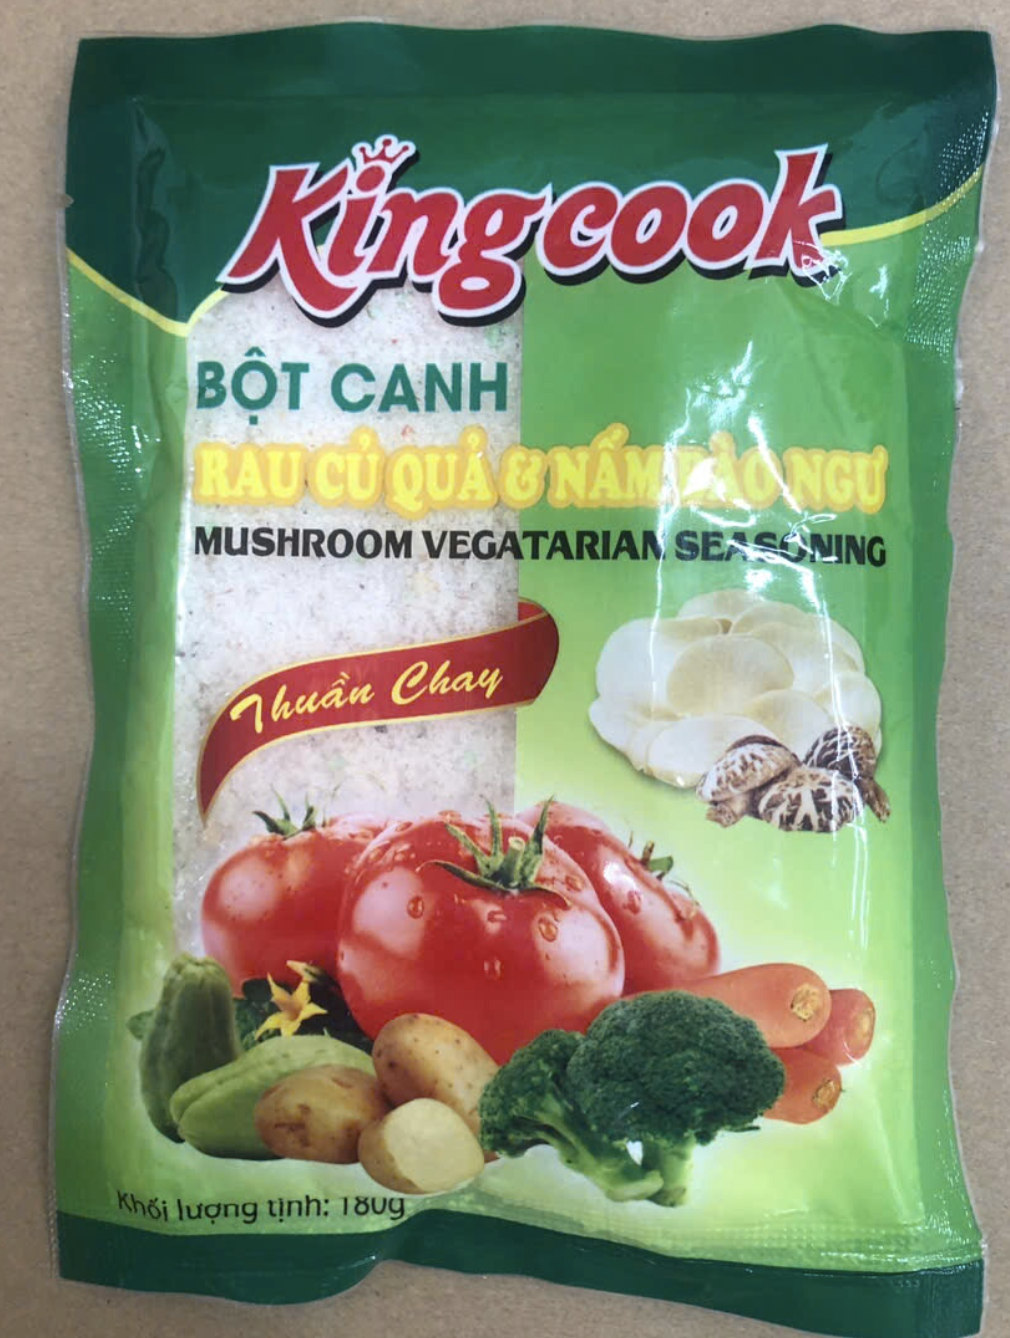 Kingcook
BỘT CANH
RAU CỦ QUẢ & NẤM BÀO NGƯ
MUSHROOM VEGATARIAN SEASONING
Thuần Chay
Khối lượng tịnh: 180g